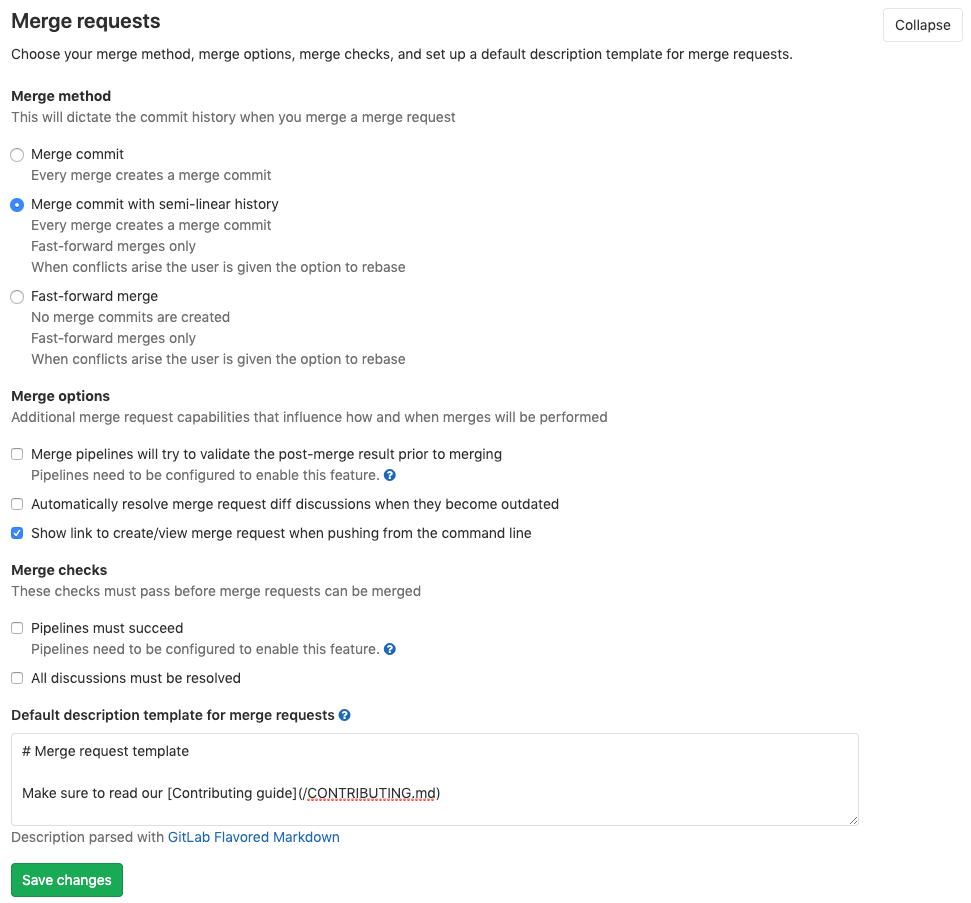 Merge requests
Collapse
Choose your merge method, merge options, merge checks, and set up a default description template for merge requests.
Merge method
This will dictate the commit history when you merge a merge request
Merge commit
Every merge creates a merge commit
Merge commit with semi-linear history
Every merge creates a merge commit
Fast-forward merges only
When conflicts arise the user is given the option to rebase
Fast-forward merge
No merge commits are created
Fast-forward merges only
When conflicts arise the user is given the option to rebase
Merge options
Additional merge request capabilities that influence how and when merges will be performed
Merge pipelines will try to validate the post-merge result prior to merging
Pipelines need to be configured to enable this feature. ?
Automatically resolve merge request diff discussions when they become outdated
Show link to create/view merge request when pushing from the command line
Merge checks
These checks must pass before merge requests can be merged
Pipelines must succeed
Pipelines need to be configured to enable this feature. ?
All discussions must be resolved
Default description template for merge requests ?
# Merge request template
Make sure to read our [Contributing guide](/CONTRIBUTING.md)
Description parsed with GitLab Flavored Markdown
Save changes